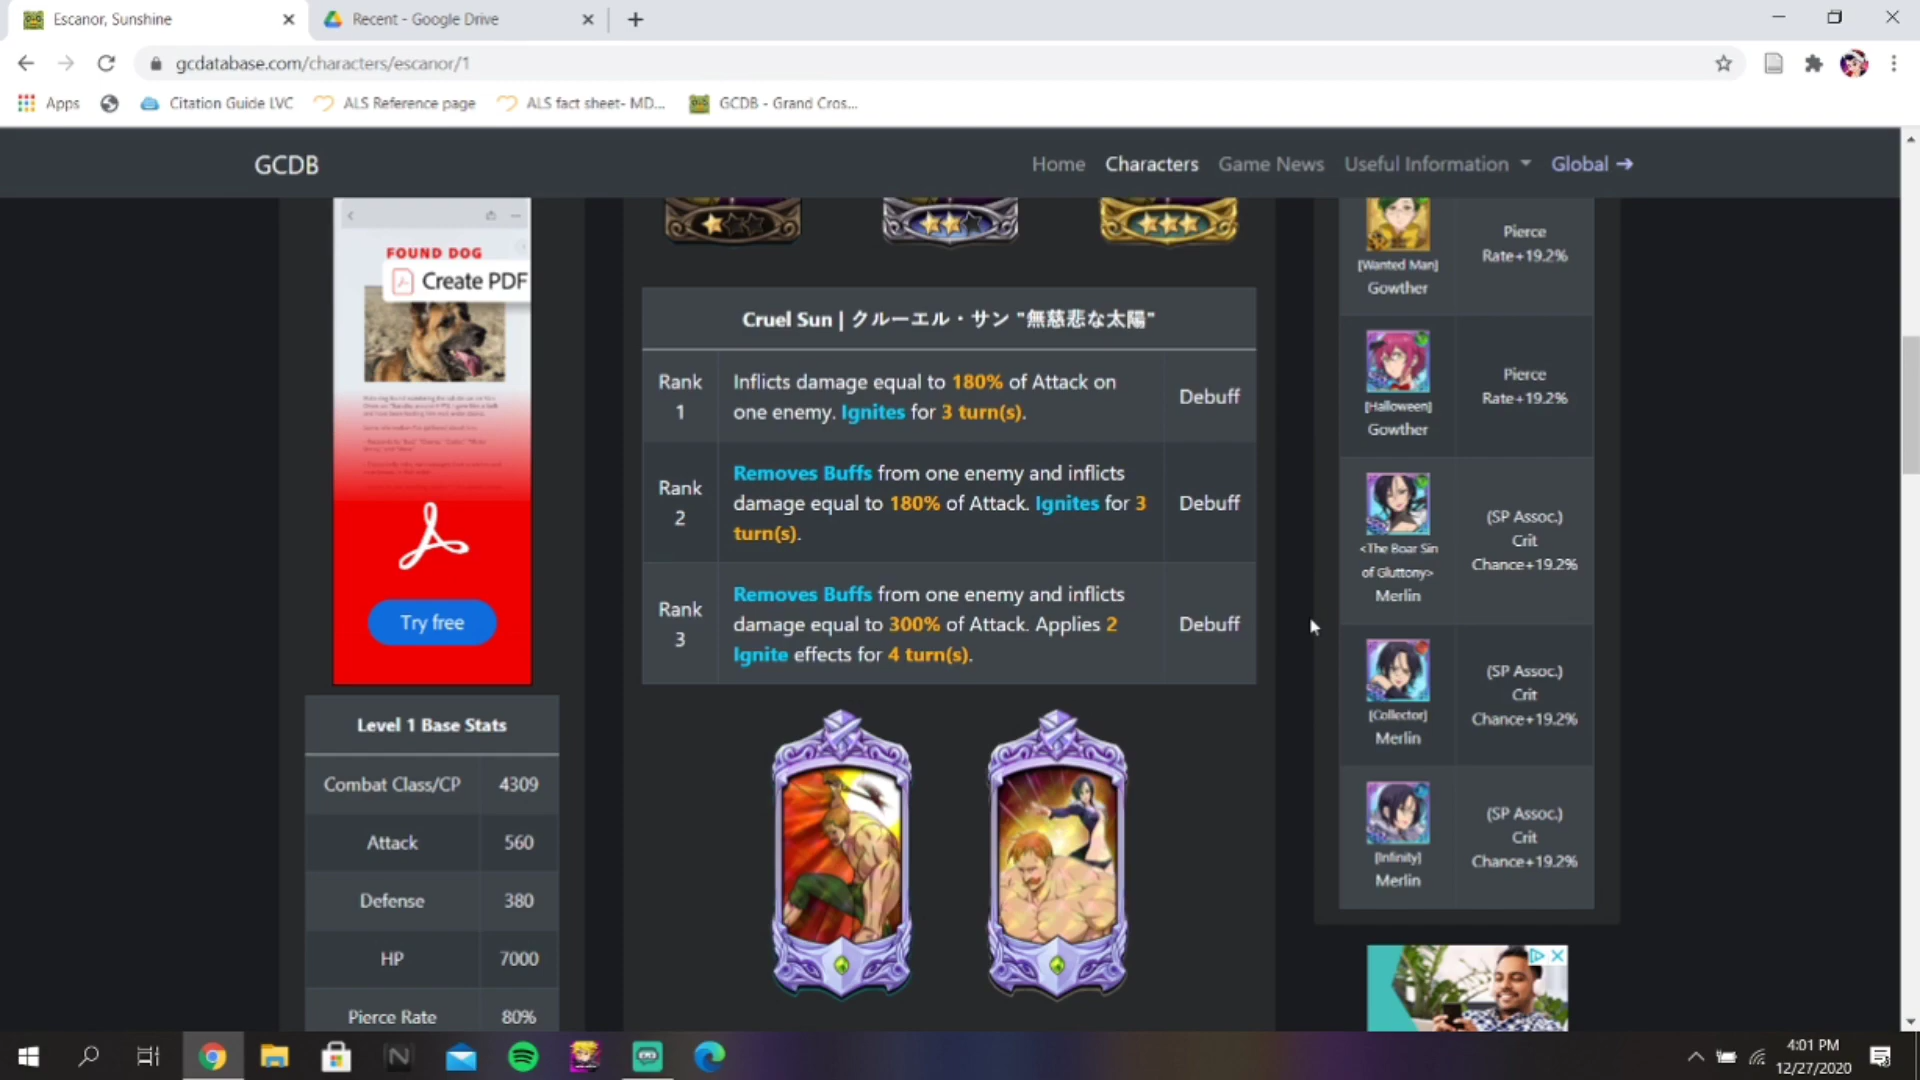 Escanor, Sunshine
Recent - Google Drive
gcdatabase.com/characters/escanor/1
Apps
Citation Guide LVC
ALS Reference page
ALS fact sheet- MD...
GCDB - Grand Cros...
GCDB
Home
Characters
Game News
Useful Information
Global →
FOUND DOG
Create PDF
Try free
Level 1 Base Stats
Combat Class/CP 4309
Attack 560
Defense 380
HP 7000
Pierce Rate 80%
Cruel Sun | クルーエル・サン "無慈悲な太陽"
Rank
1
Inflicts damage equal to 180% of Attack on
one enemy. Ignites for 3 turn(s).
Debuff
Rank
2
Removes Buffs from one enemy and inflicts
damage equal to 180% of Attack. Ignites for 3
turn(s).
Debuff
Rank
3
Removes Buffs from one enemy and inflicts
damage equal to 300% of Attack. Applies 2
Ignite effects for 4 turn(s).
Debuff
[Wanted Man]
Gowther
Pierce
Rate+19.2%
[Halloween]
Gowther
Pierce
Rate+19.2%
<The Boar Sin
of Gluttony>
Merlin
(SP Assoc.)
Crit
Chance+19.2%
[Collector]
Merlin
(SP Assoc.)
Crit
Chance+19.2%
[Infinity]
Merlin
(SP Assoc.)
Crit
Chance+19.2%
4:01 PM
12/27/2020